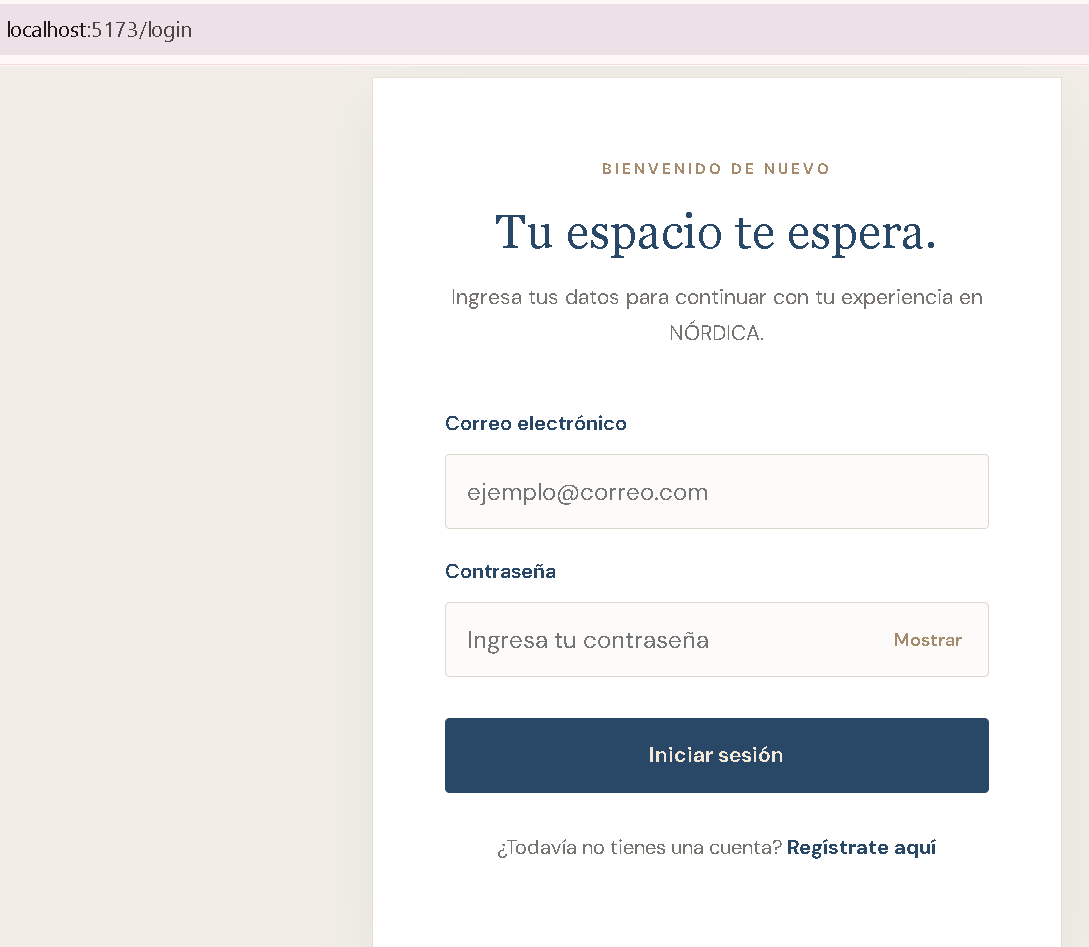 localhost:5173/login
BIENVENIDO DE NUEVO
Tu espacio te espera.
Ingresa tus datos para continuar con tu experiencia en
NÓRDICA.
Correo electrónico
ejemplo@correo.com
Contraseña
Ingresa tu contraseña Mostrar
Iniciar sesión
¿Todavía no tienes una cuenta? Regístrate aquí